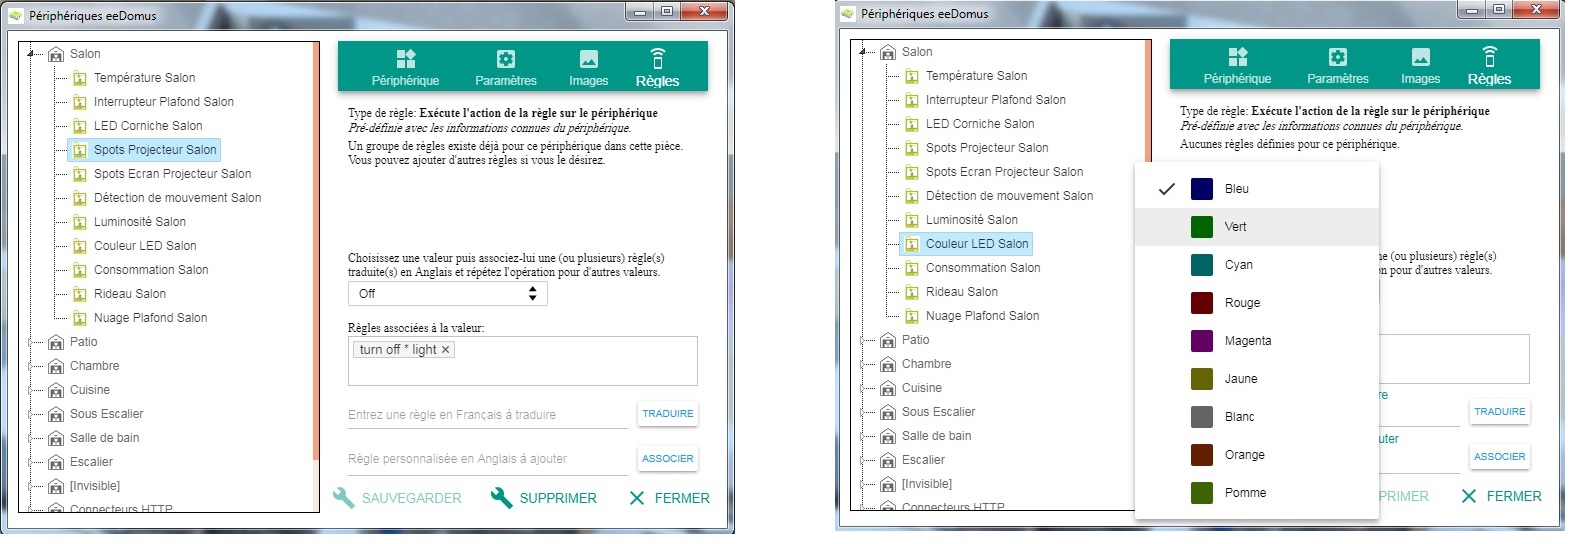 Périphériques eeDomus
Salon
Température Salon
Interrupteur Plafond Salon
LED Corniche Salon
Spots Projecteur Salon
Spots Ecran Projecteur Salon
Détection de mouvement Salon
Luminosité Salon
Couleur LED Salon
Consommation Salon
Rideau Salon
Nuage Plafond Salon
Patio
Chambre
Cuisine
Sous Escalier
Salle de bain
Escalier
[Invisible]
Connecteurs HTTP
Périphérique
Paramètres
Images
Règles
Type de règle: Exécute l'action de la règle sur le périphérique
Pré-définie avec les informations connues du périphérique.
Un groupe de règles existe déjà pour ce périphérique dans cette pièce.
Vous pouvez ajouter d'autres règles si vous le désirez.
Choisissez une valeur puis associez-lui une (ou plusieurs) règle(s)
traduite(s) en Anglais et répétez l'opération pour d'autres valeurs.
Off
Règles associées à la valeur:
turn off * light ×
Entrez une règle en Français á traduire
TRADUIRE
Règle personnalisée en Anglais á ajouter
ASSOCIER
SAUVEGARDER
SUPPRIMER
FERMER
Périphériques eeDomus
Salon
Température Salon
Interrupteur Plafond Salon
LED Corniche Salon
Spots Projecteur Salon
Spots Ecran Projecteur Salon
Détection de mouvement Salon
Luminosité Salon
Couleur LED Salon
Consommation Salon
Rideau Salon
Nuage Plafond Salon
Patio
Chambre
Cuisine
Sous Escalier
Salle de bain
Escalier
[Invisible]
Connecteurs HTTP
Périphérique
Paramètres
Images
Règles
Type de règle: Exécute l'action de la règle sur le périphérique
Pré-définie avec les informations connues du périphérique.
Aucunes règles définies pour ce périphérique.
Bleu
Vert
Cyan
Rouge
Magenta
Jaune
Blanc
Orange
Pomme
ne (ou plusieurs) règle(s)
on pour d'autres valeurs.
re
TRADUIRE
uter
ASSOCIER
PRIMER
FERMER